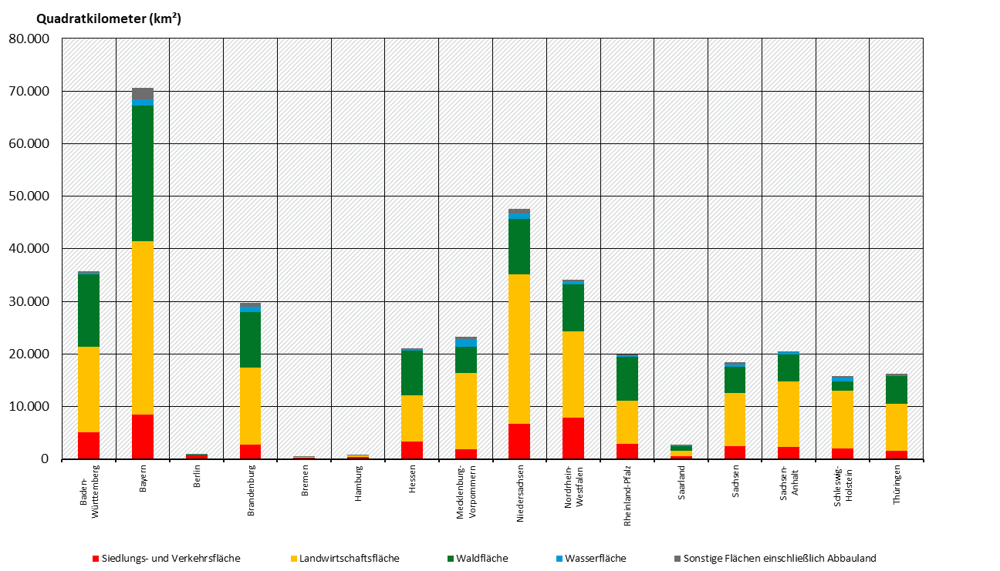 Quadratkilometer (km²)
80.000
70.000
60.000
50.000
40.000
30.000
20.000
10.000
0
Baden-
Württemberg
Bayern
Berlin
Brandenburg
Bremen
Hamburg
Hessen
Mecklenburg-
Vorpommern
Niedersachsen
Nordrhein-
Westfalen
Rheinland-Pfalz
Saarland
Sachsen
Sachsen-
Anhalt
Schleswig-
Holstein
Thüringen
Siedlungs- und Verkehrsfläche
Landwirtschaftsfläche
Waldfläche
Wasserfläche
Sonstige Flächen einschließlich Abbauland